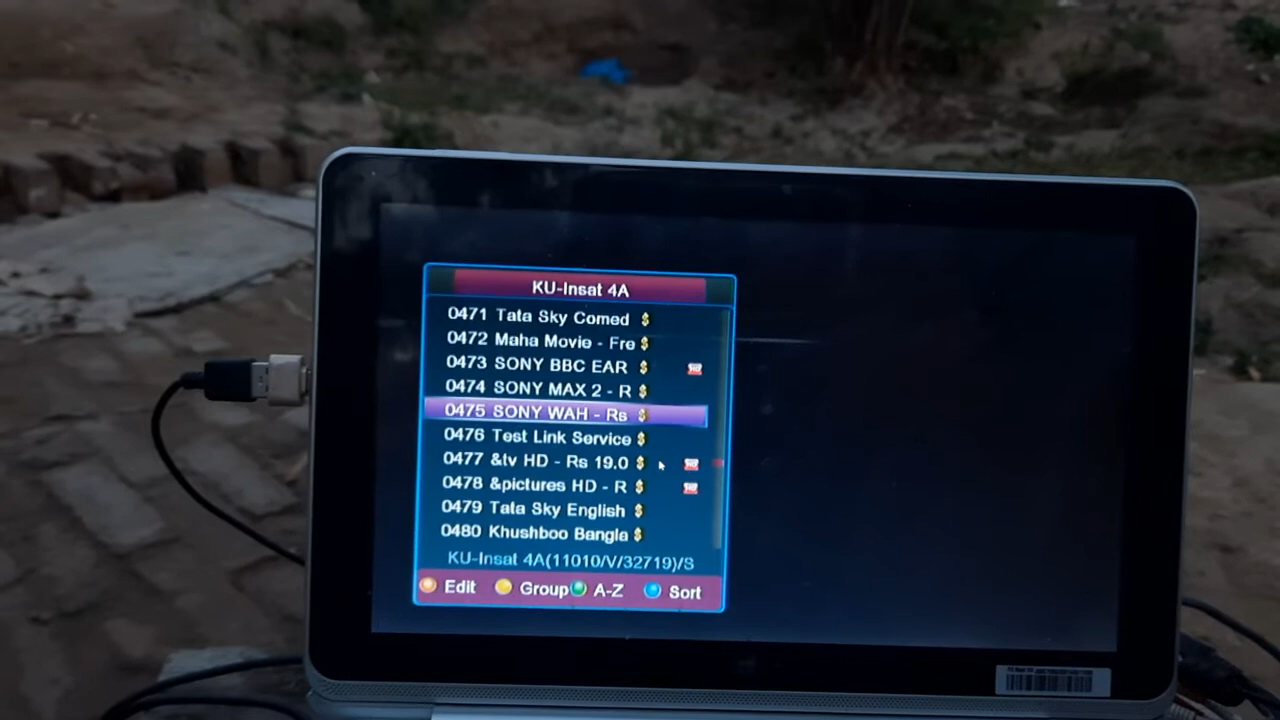 KU-Insat 4A
0471 Tata Sky Comed $
0472 Maha Movie - Fre $
0473 SONY BBC EAR $
0474 SONY MAX 2 - R $
0475 SONY WAH - Rs $
0476 Test Link Service $
0477 &tv HD - Rs 19.0 $
0478 &pictures HD - R $
0479 Tata Sky English $
0480 Khushboo Bangla $
KU-Insat 4A(11010/V/32719)/S
Edit Group A-Z Sort